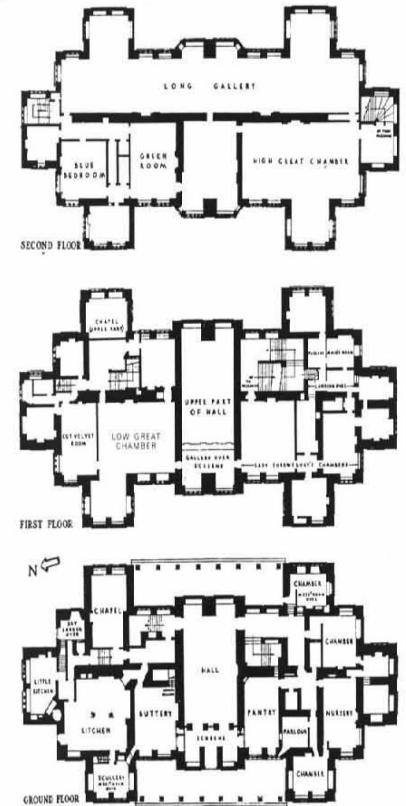 LONG GALLERY
BLUE
BEDROOM
GREEN
ROOM
HIGH GREAT CHAMBER
SECOND FLOOR
CHAPEL
UPPER PART
OF HALL
CUT VELVET
ROOM
LOW GREAT
CHAMBER
GALLERY OVER
SCREENS
CHAMBERS
FIRST FLOOR
N
CHAMBER
CHAPEL
CHAMBER
LITTLE
KITCHEN
HALL
KITCHEN
BUTTERY
PANTRY
NURSERY
SCREENS
PARLOUR
SCULLERY
CHAMBER
GROUND FLOOR